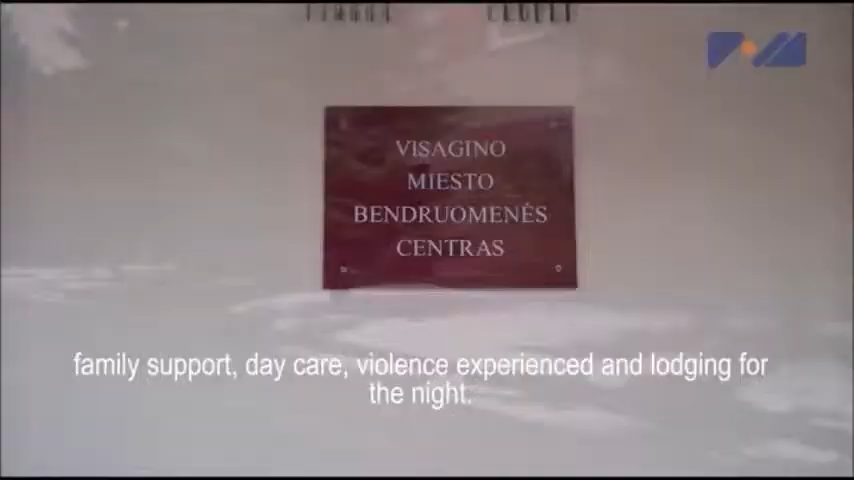 VISAGINO
MIESTO
BENDRUOMENĖS
CENTRAS
family support, day care, violence experienced and lodging for
the night.